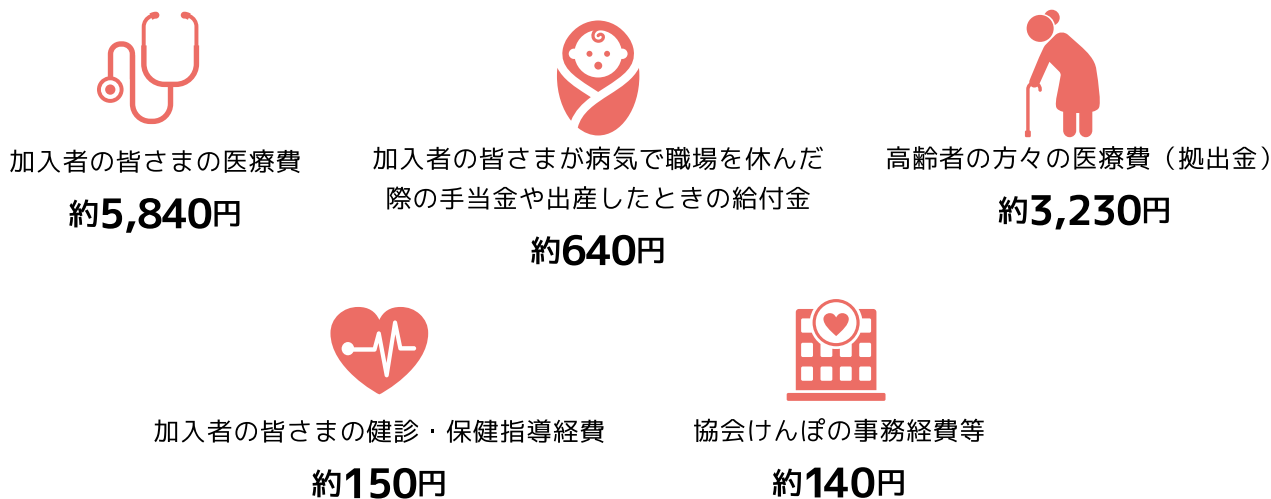 加入者の皆さまの医療費
約5,840円
加入者の皆さまが病気で職場を休んだ
際の手当金や出産したときの給付金
約640円
高齢者の方々の医療費（拠出金）
約3,230円
加入者の皆さまの健診・保健指導経費
約150円
協会けんぽの事務経費等
約140円